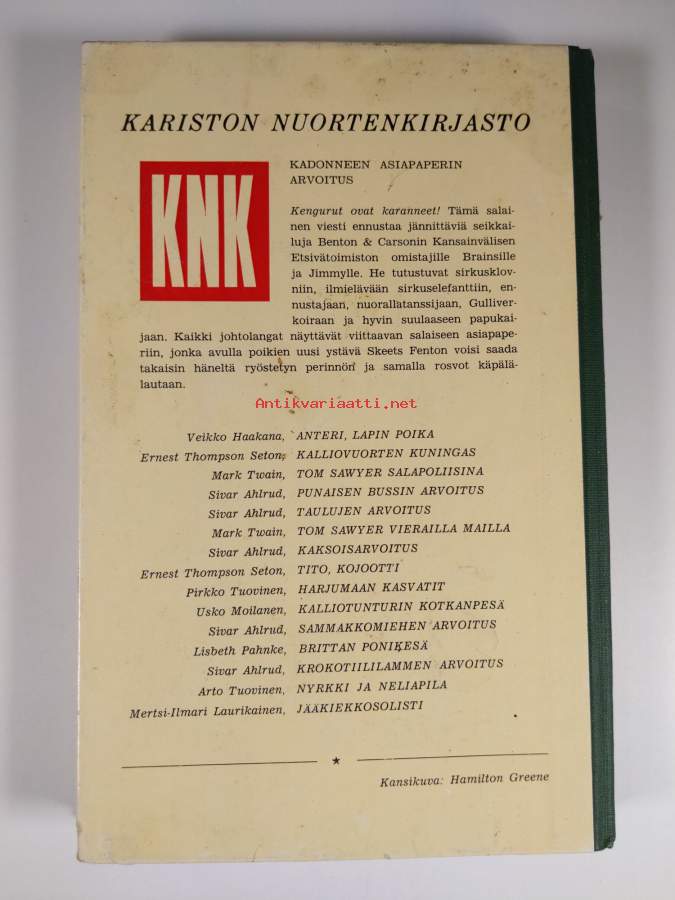 KARISTON NUORTENKIRJASTO
KNK
KADONNEEN ASIAPAPERIN
ARVOITUS
Kengurut ovat karanneet! Tämä salai-
nen viesti ennustaa jännittäviä seikkai-
luja Benton & Carsonin Kansainvälisen
Etsivätoimiston omistajille Brainsille
ja Jimmylle. He tutustuvat sirkusklov-
niin, ilmielävään sirkuselefanttiin, en-
nustajaan, nuorallatanssijaan, Gulliver-
koiraan ja hyvin suulaaseen papukai-
jaan. Kaikki johtolangat näyttävät viittaavan salaiseen asiapape-
riin, jonka avulla poikien uusi ystävä Skeets Fenton voisi saada
takaisin häneltä ryöstetyn perinnön ja samalla rosvot käpälä-
lautaan.
Antikvariaatti.net
Veikko Haakana, ANTERI, LAPIN POIKA
Ernest Thompson Seton, KALLIOVUORTEN KUNINGAS
Mark Twain, TOM SAWYER SALAPOLIISINA
Sivar Ahlrud, PUNAISEN BUSSIN ARVOITUS
Sivar Ahlrud, TAULUJEN ARVOITUS
Mark Twain, TOM SAWYER VIERAILLA MAILLA
Sivar Ahlrud, KAKSOISARVOITUS
Ernest Thompson Seton, TITO, KOJOOTTI
Pirkko Tuovinen, HARJUMAAN KASVATIT
Usko Moilanen, KALLIOTUNTURIN KOTKANPESÄ
Sivar Ahlrud, SAMMAKKOMIEHEN ARVOITUS
Lisbeth Pahnke, BRITTAN PONIKESÄ
Sivar Ahlrud, KROKOTIILILAMMEN ARVOITUS
Arto Tuovinen, NYRKKI JA NELIAPILA
Mertsi-Ilmari Laurikainen, JÄÄKIEKKOSOLISTI
Kansikuva: Hamilton Greene